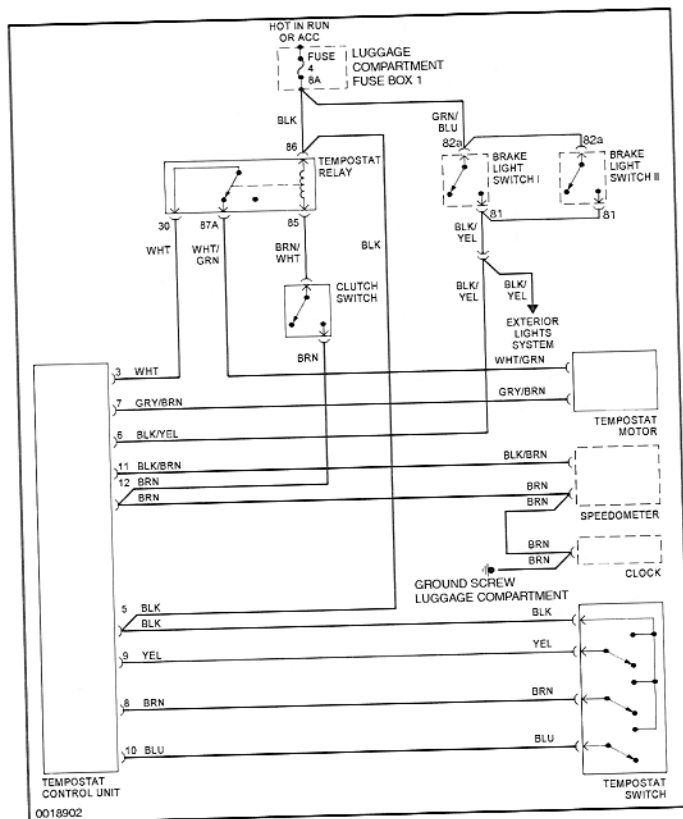 HOT IN RUN
OR ACC
FUSE
4
8A
LUGGAGE
COMPARTMENT
FUSE BOX 1
BLK
GRN/
BLU
86
82a
82a
TEMPOSTAT
RELAY
BRAKE
LIGHT
SWITCH I
BRAKE
LIGHT
SWITCH II
30
87A
85
81
81
WHT
WHT/
GRN
BRN/
WHT
BLK
BLK/
YEL
CLUTCH
SWITCH
BLK/
YEL
BLK/
YEL
EXTERIOR
LIGHTS
SYSTEM
BRN
WHT/GRN
3 WHT
7 GRY/BRN
GRY/BRN
TEMPOSTAT
MOTOR
6 BLK/YEL
11 BLK/BRN
BLK/BRN
12 BRN
BRN
BRN
BRN
SPEEDOMETER
BRN
BRN
CLOCK
GROUND SCREW
LUGGAGE COMPARTMENT
5 BLK
BLK
BLK
9 YEL
YEL
8 BRN
BRN
10 BLU
BLU
TEMPOSTAT
CONTROL UNIT
TEMPOSTAT
SWITCH
0018902